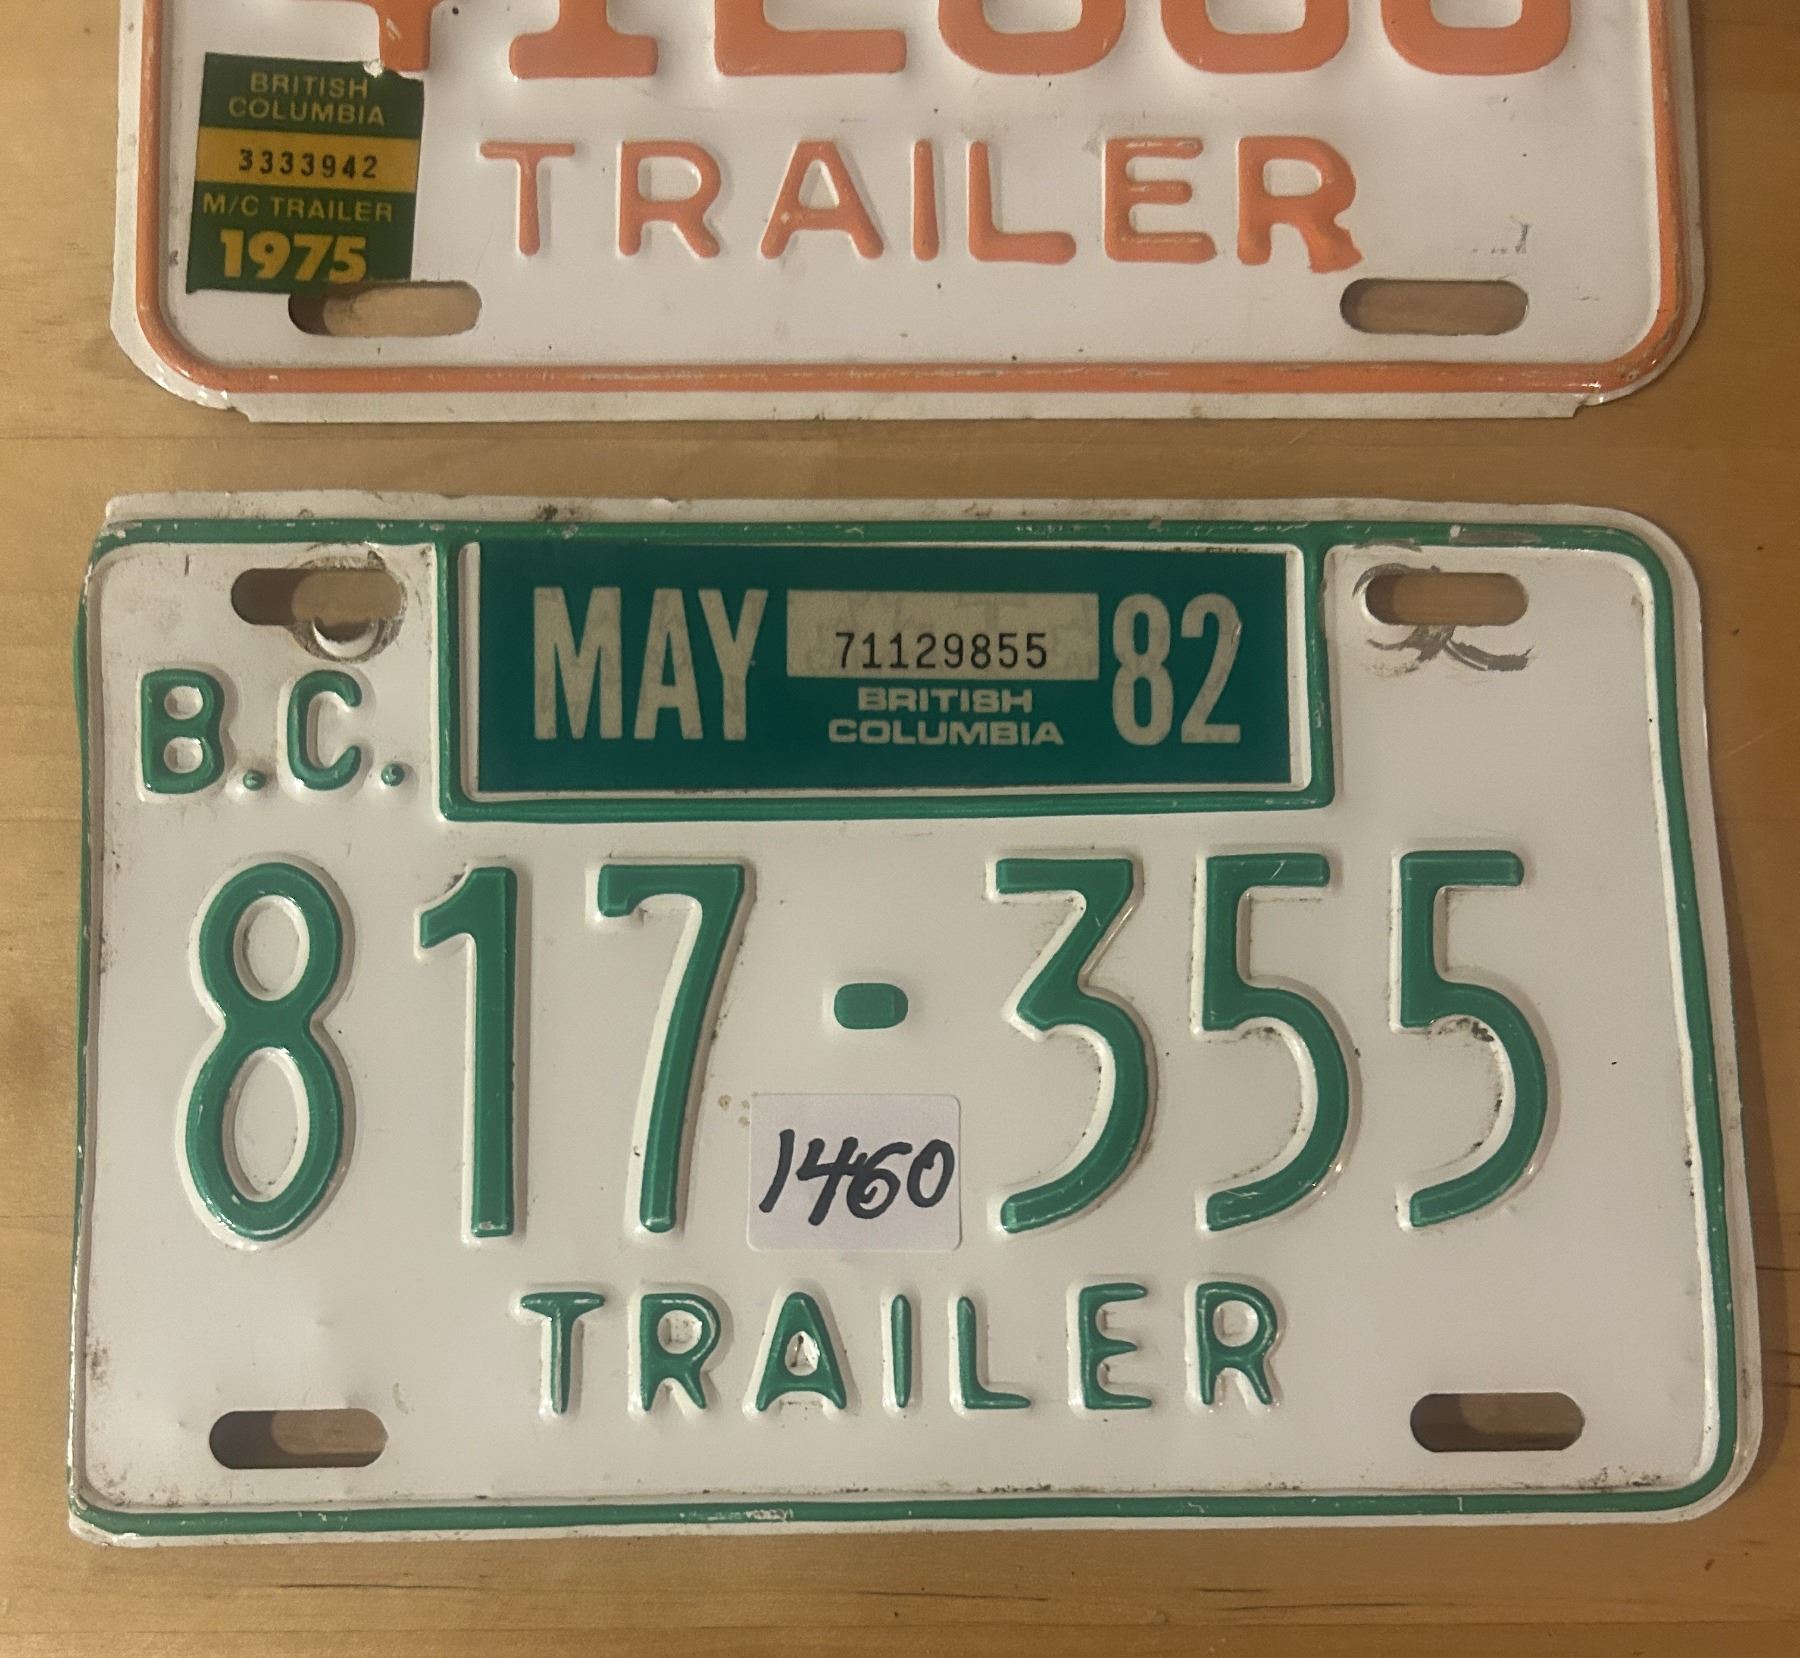 BRITISH
COLUMBIA
3333942
M/C TRAILER
1975
TRAILER
B.C.
MAY 71129855 82
BRITISH
COLUMBIA
817-355
1460
TRAILER